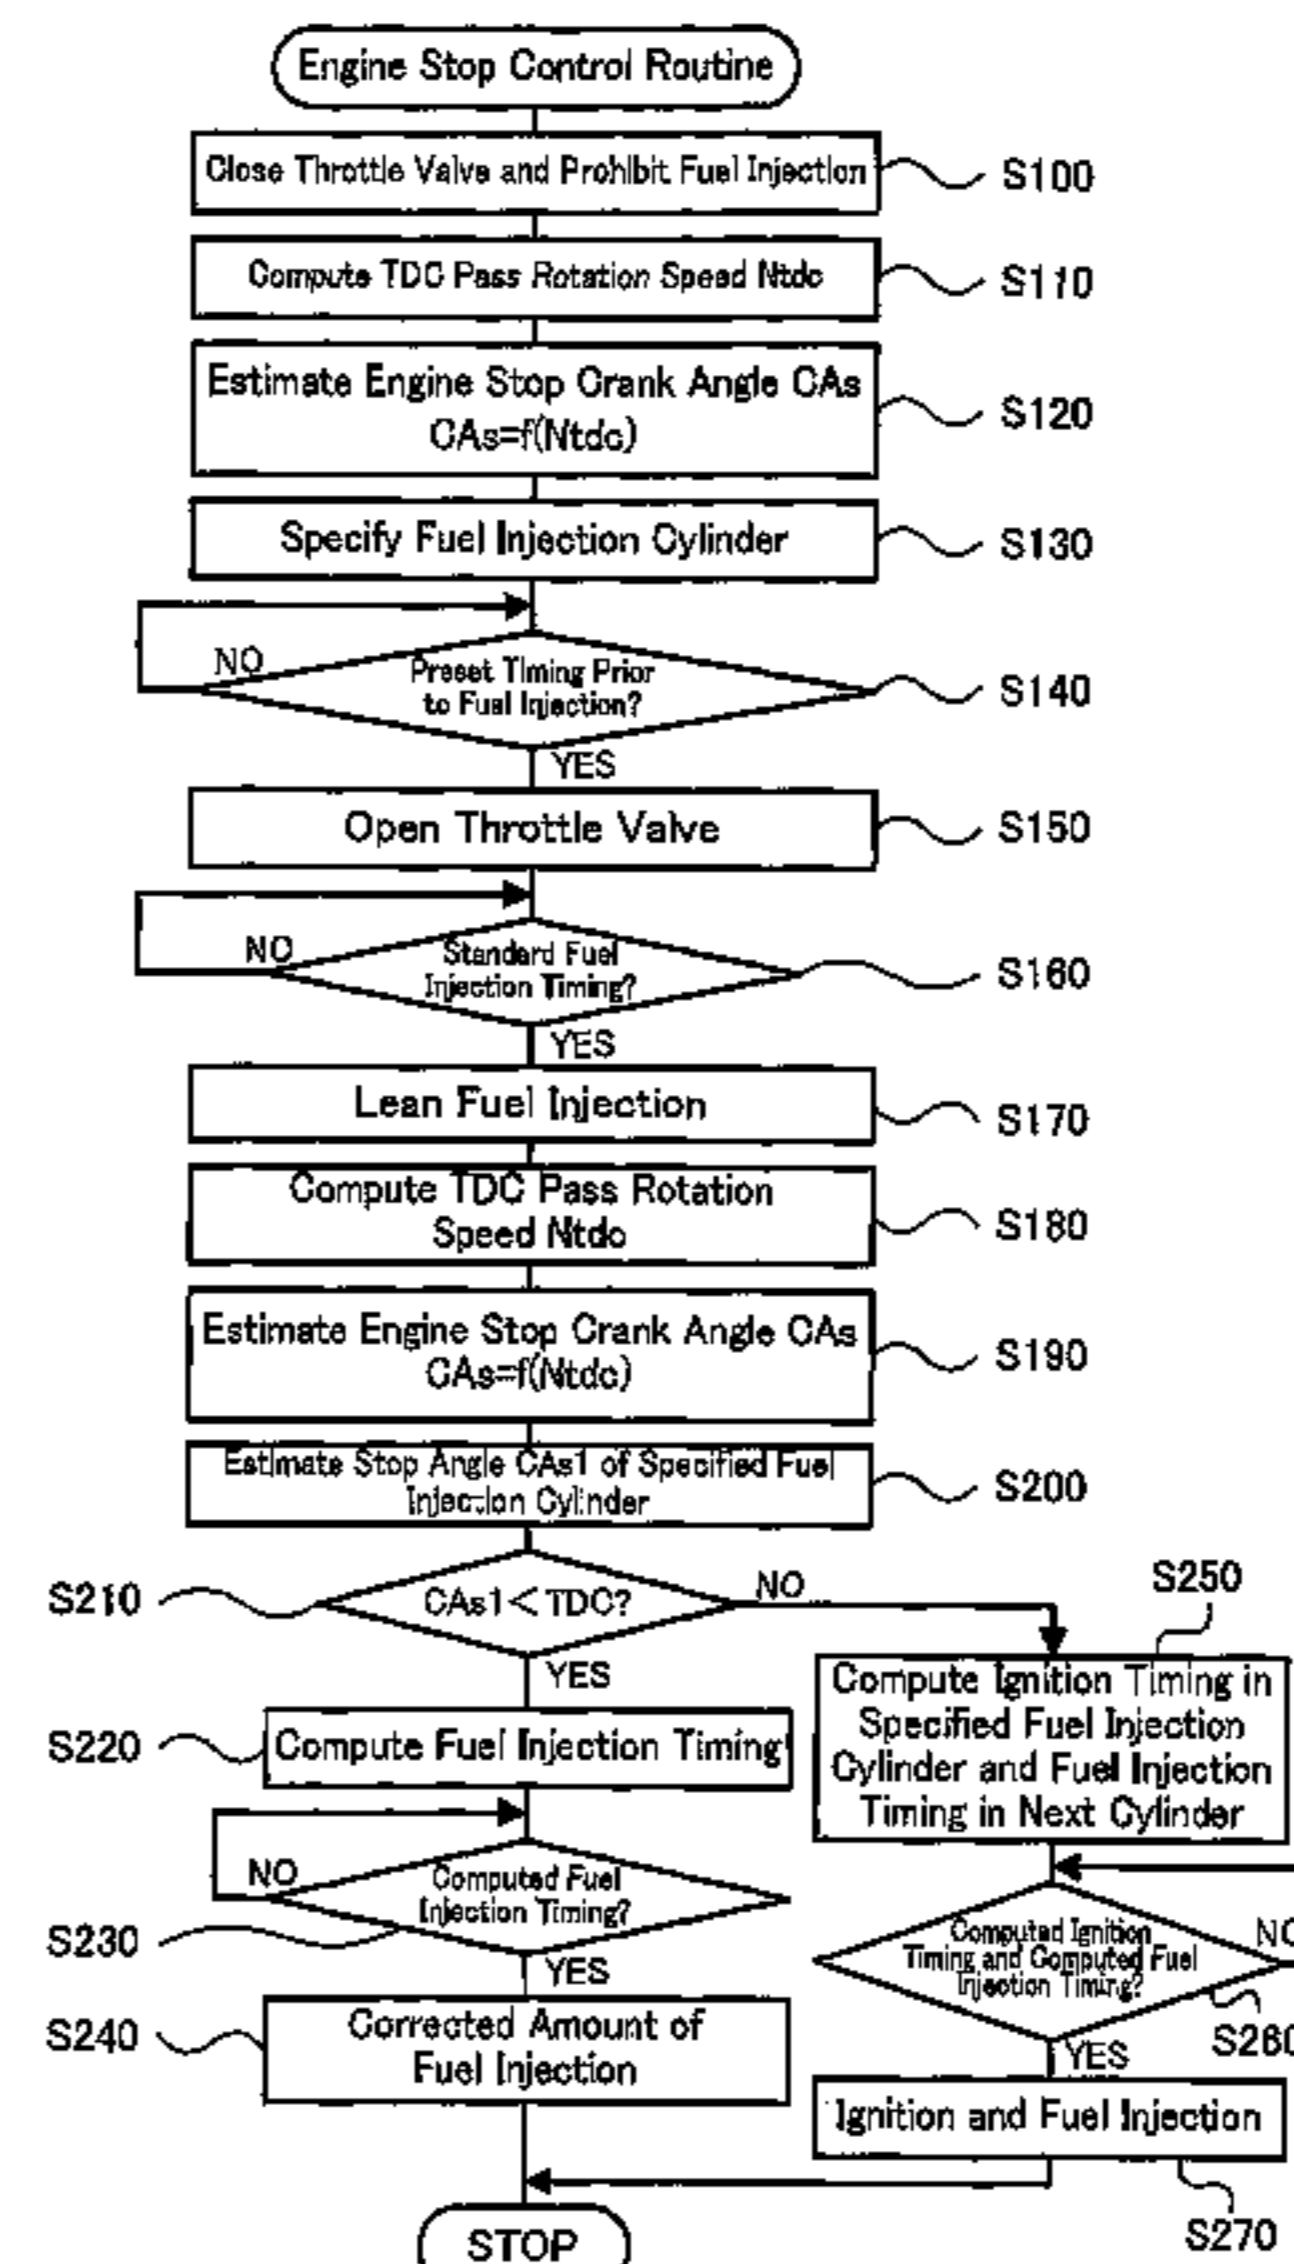 Engine Stop Control Routine
Close Throttle Valve and Prohibit Fuel Injection
S100
Compute TDC Pass Rotation Speed Ntdc
S110
Estimate Engine Stop Crank Angle CAs
CAs=f(Ntdc)
S120
Specify Fuel Injection Cylinder
S130
NO
Preset Timing Prior
to Fuel Injection?
S140
YES
Open Throttle Valve
S150
NO
Standard Fuel
Injection Timing?
S160
YES
Lean Fuel Injection
S170
Compute TDC Pass Rotation
Speed Ntdc
S180
Estimate Engine Stop Crank Angle CAs
CAs=f(Ntdc)
S190
Estimate Stop Angle CAs1 of Specified Fuel
Injection Cylinder
S200
S210
CAs1<TDC?
NO
YES
S250
Compute Ignition Timing in
Specified Fuel Injection
Cylinder and Fuel Injection
Timing in Next Cylinder
S220
Compute Fuel Injection Timing
NO
Computed Fuel
Injection Timing?
S230
YES
Computed Ignition
Timing and Computed Fuel
Injection Timing?
NO
S260
YES
S240
Corrected Amount of
Fuel Injection
Ignition and Fuel Injection
S270
STOP